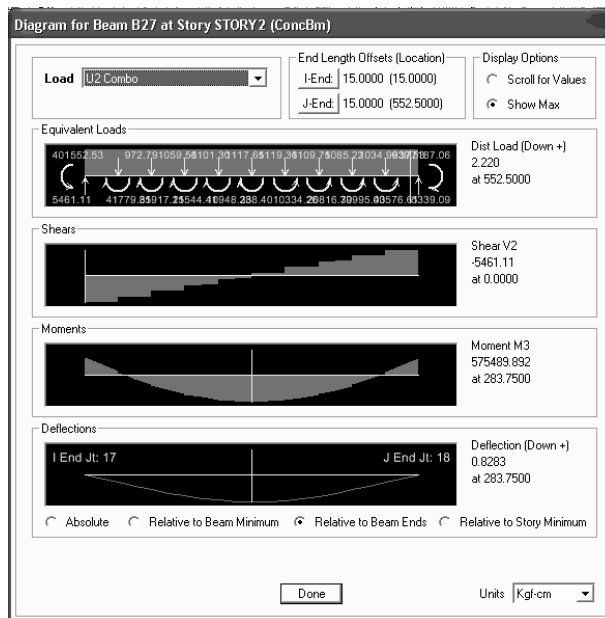 Diagram for Beam B27 at Story STORY2 (ConcBm)
Load U2 Combo
End Length Offsets (Location)
I-End: 15.0000 (15.0000)
J-End: 15.0000 (552.5000)
Display Options
Scroll for Values
Show Max
Equivalent Loads
401552.53
5461.11
Dist Load (Down +)
2.220
at 552.5000
Shears
Shear V2
-5461.11
at 0.0000
Moments
Moment M3
575489.892
at 283.7500
Deflections
I End Jt: 17 J End Jt: 18
Deflection (Down +)
0.8283
at 283.7500
Absolute Relative to Beam Minimum Relative to Beam Ends Relative to Story Minimum
Done
Units Kgf-cm